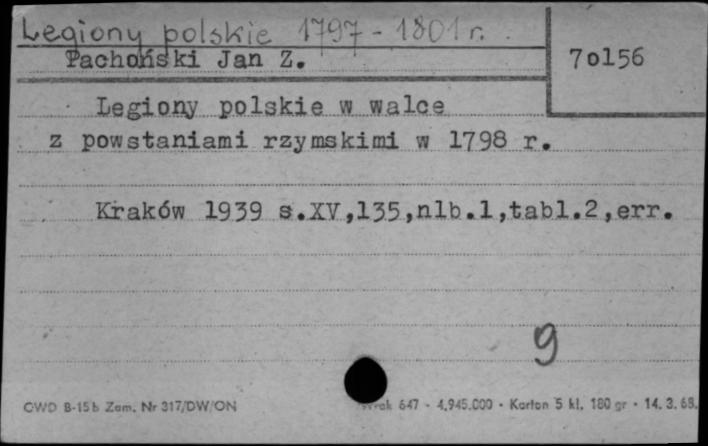 Legiony polskie 1797-1801 r.
Pachoński Jan Z.
7o156
Legiony polskie w walce
z powstaniami rzymskimi w 1798 r.
Kraków 1939 s.XV,135,nlb.1,tabl.2,err.
9
CWD B-15b Zam. Nr 317/DW/ON
647 - 4.945.000 - Karton 5 kl. 180 gr - 14. 3. 68.